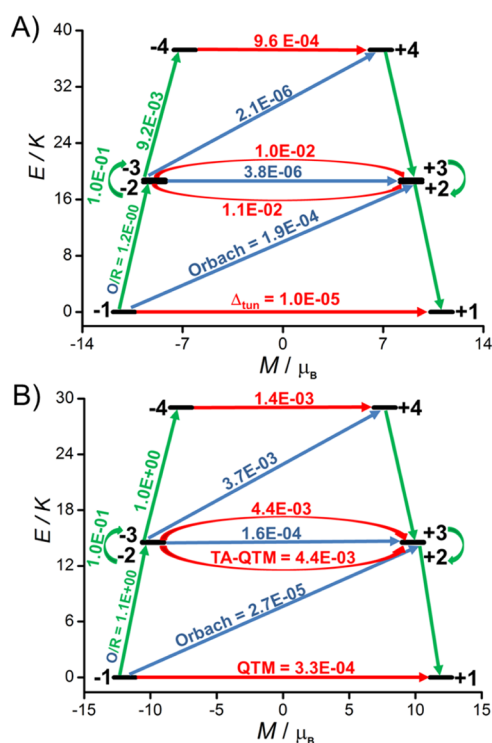 A)
40
32
24
16
8
0
E / K
-4
9.6 E-04
+4
9.2E-03
2.1E-06
1.0E-01
-3
-2
1.0E-02
3.8E-06
1.1E-02
+3
+2
O/R = 1.2E-00
Orbach = 1.9E-04
-1
Δtun = 1.0E-05
+1
-14 -7 0 7 14
M / μB
B)
30
24
18
12
6
0
E / K
-4
1.4E-03
+4
1.0E+00
3.7E-03
1.0E-01
-3
-2
4.4E-03
1.6E-04
TA-QTM = 4.4E-03
+3
+2
O/R = 1.1E+00
Orbach = 2.7E-05
-1
QTM = 3.3E-04
+1
-15 -10 -5 0 5 10 15
M / μB